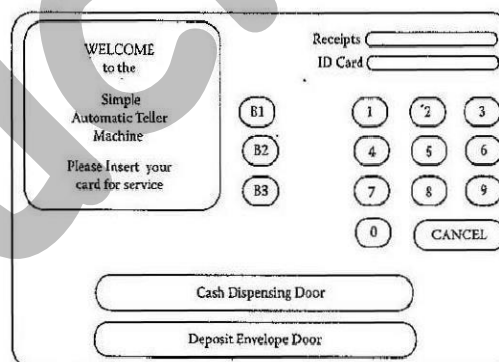 WELCOME
to the
Simple
Automatic Teller
Machine
Please Insert your
card for service
Receipts
ID Card
B1
B2
B3
1 2 3
4 5 6
7 8 9
0 CANCEL
Cash Dispensing Door
Deposit Envelope Door